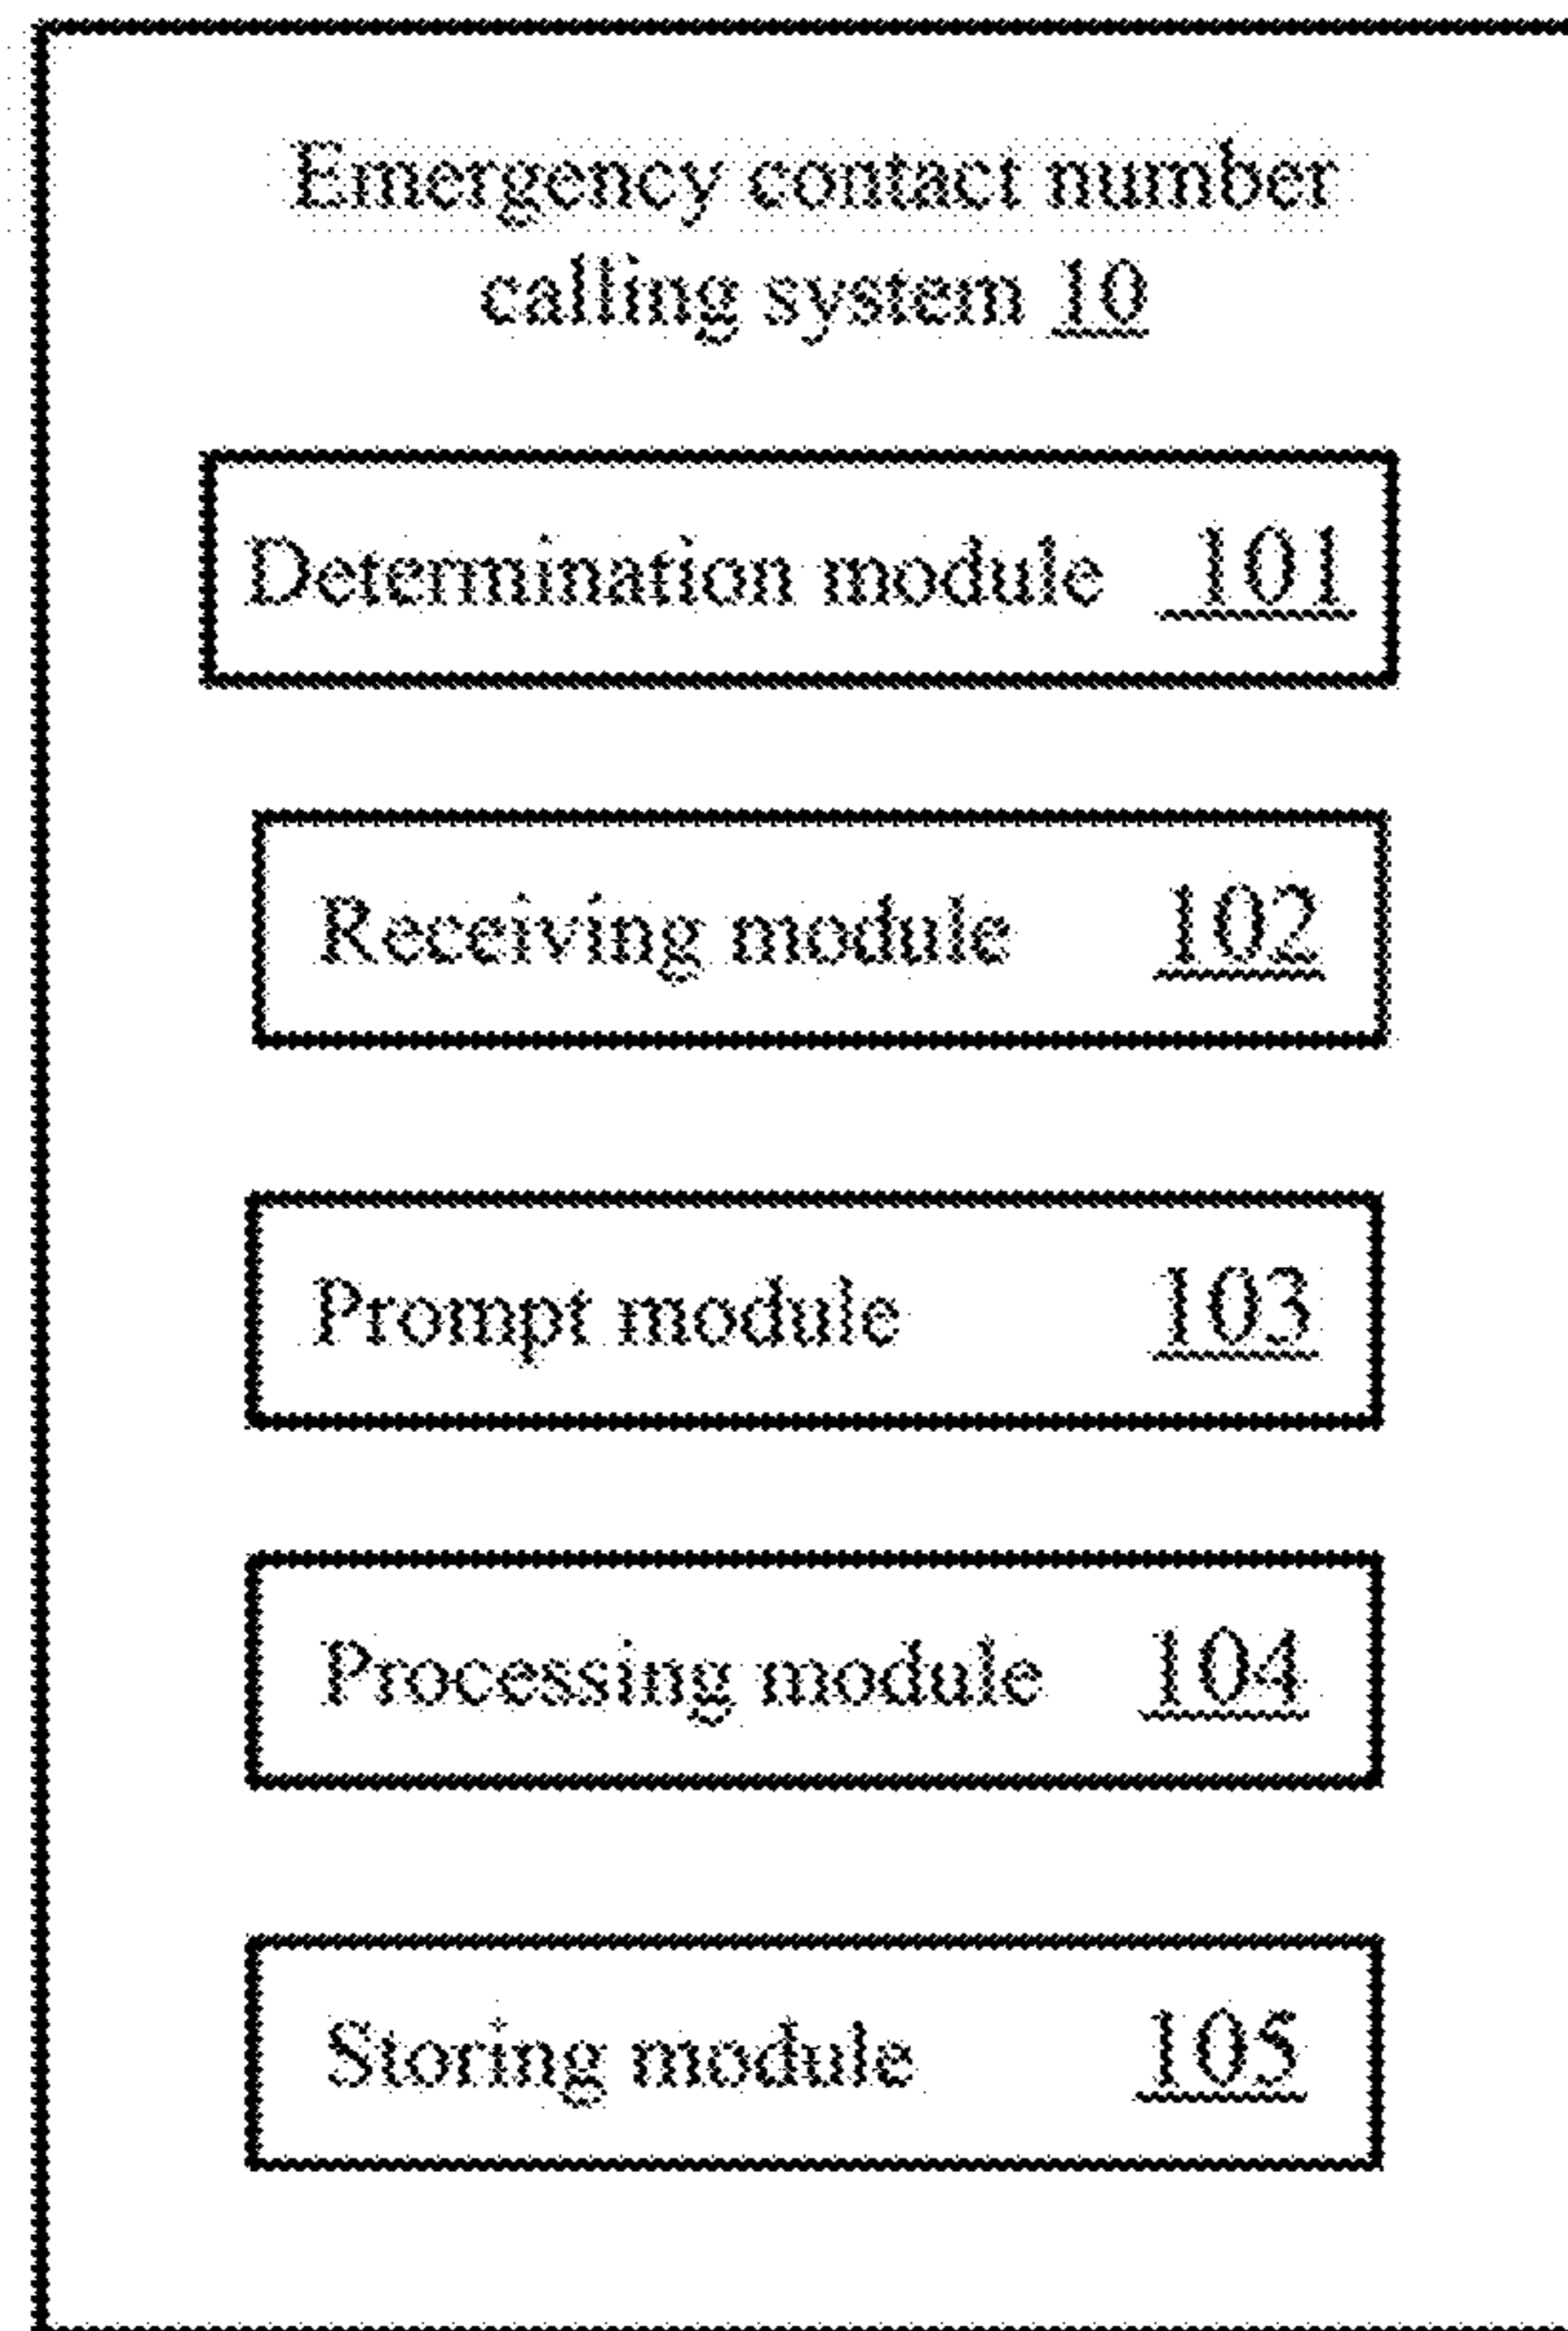 Emergency contact number
calling system 10
Determination module 101
Receiving module 102
Prompt module 103
Processing module 104
Storing module 105